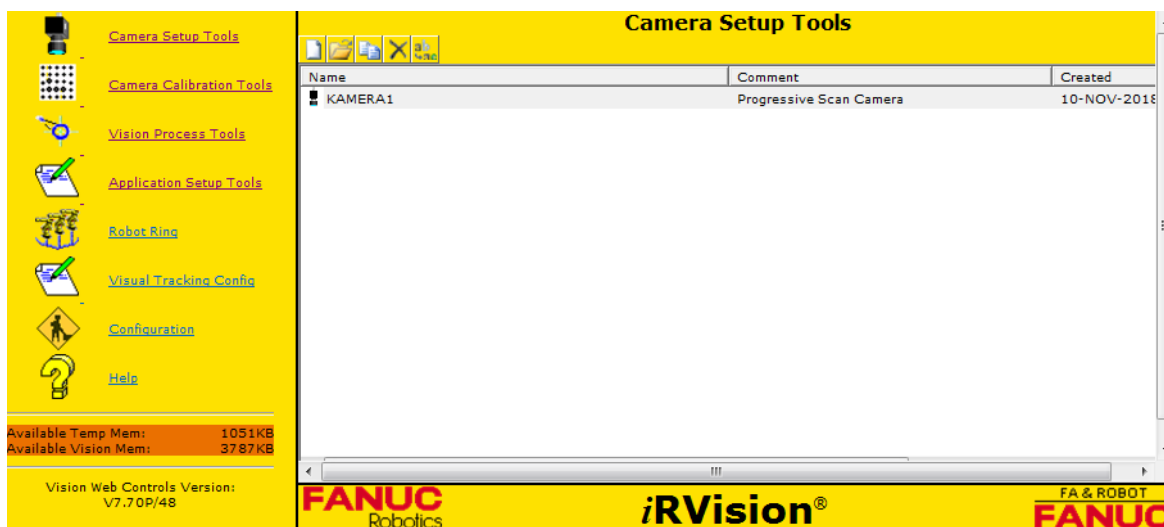 Camera Setup Tools
Camera Calibration Tools
Vision Process Tools
Application Setup Tools
Robot Ring
Visual Tracking Config
Configuration
Help
Available Temp Mem: 1051KB
Available Vision Mem: 3787KB
Vision Web Controls Version:
V7.70P/48
Camera Setup Tools
Name Comment Created
KAMERA1 Progressive Scan Camera 10-NOV-2018
FANUC
Robotics
iRVision®
FA & ROBOT
FANUC